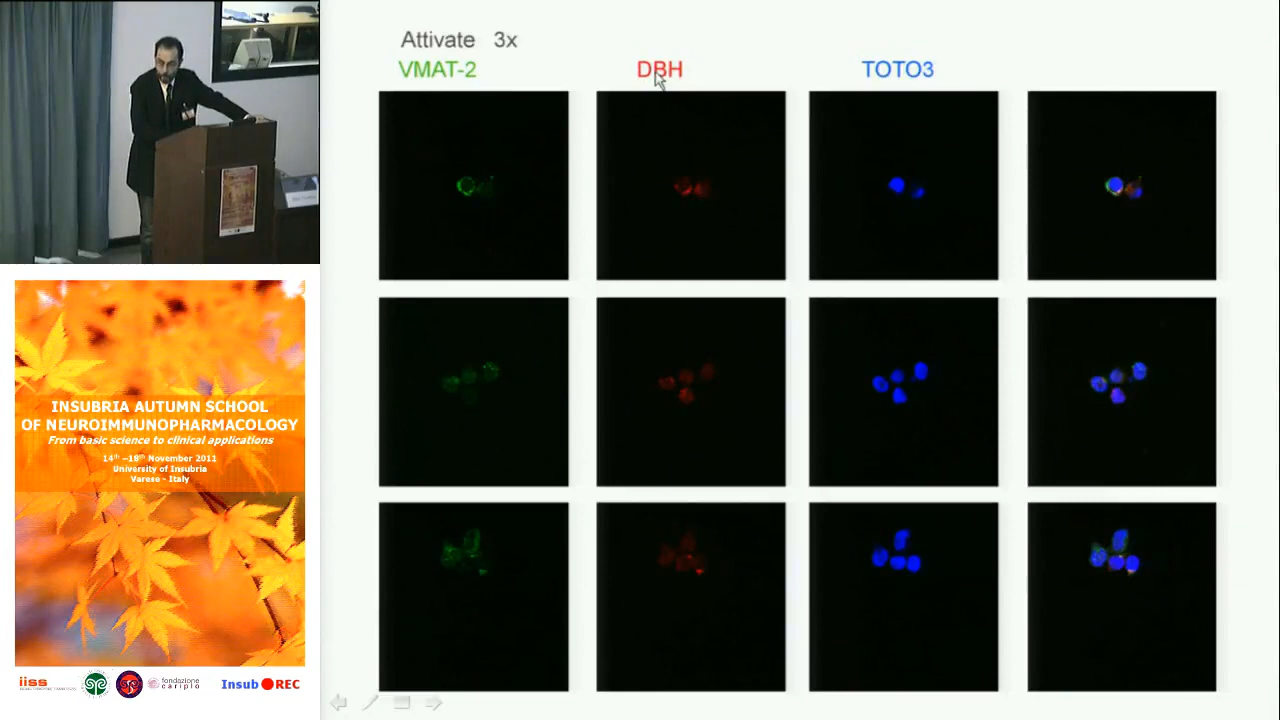 Attivate 3x
VMAT-2 DBH TOTO3
INSUBRIA AUTUMN SCHOOL
OF NEUROIMMUNOPHARMACOLOGY
From basic science to clinical applications
14th -18th November 2011
University of Insubria
Varese - Italy
iiss
fondazione
cariplo
Insub REC